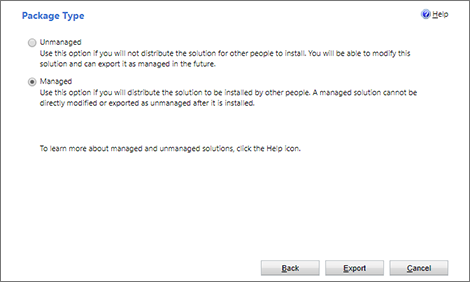 Package Type
Help
Unmanaged
Use this option if you will not distribute the solution for other people to install. You will be able to modify this
solution and can export it as managed in the future.
Managed
Use this option if you will distribute the solution to be installed by other people. A managed solution cannot be
directly modified or exported as unmanaged after it is installed.
To learn more about managed and unmanaged solutions, click the Help icon.
Back
Export
Cancel